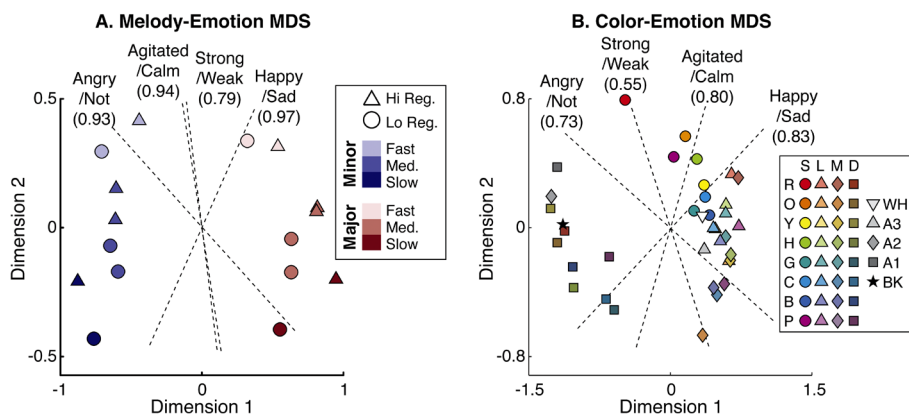 A. Melody-Emotion MDS
Angry
/Not
(0.93)
Agitated
/Calm
(0.94)
Strong
/Weak
(0.79)
Happy
/Sad
(0.97)
0.5
0
-0.5
Dimension 2
-1
0
1
Dimension 1
Hi Reg.
Lo Reg.
Minor
Fast
Med.
Slow
Major
Fast
Med.
Slow
B. Color-Emotion MDS
Angry
/Not
(0.73)
Strong
/Weak
(0.55)
Agitated
/Calm
(0.80)
Happy
/Sad
(0.83)
0.8
0
-0.8
Dimension 2
-1.5
0
1.5
Dimension 1
S L M D
R
O WH
Y A3
H A2
G A1
C BK
B
P